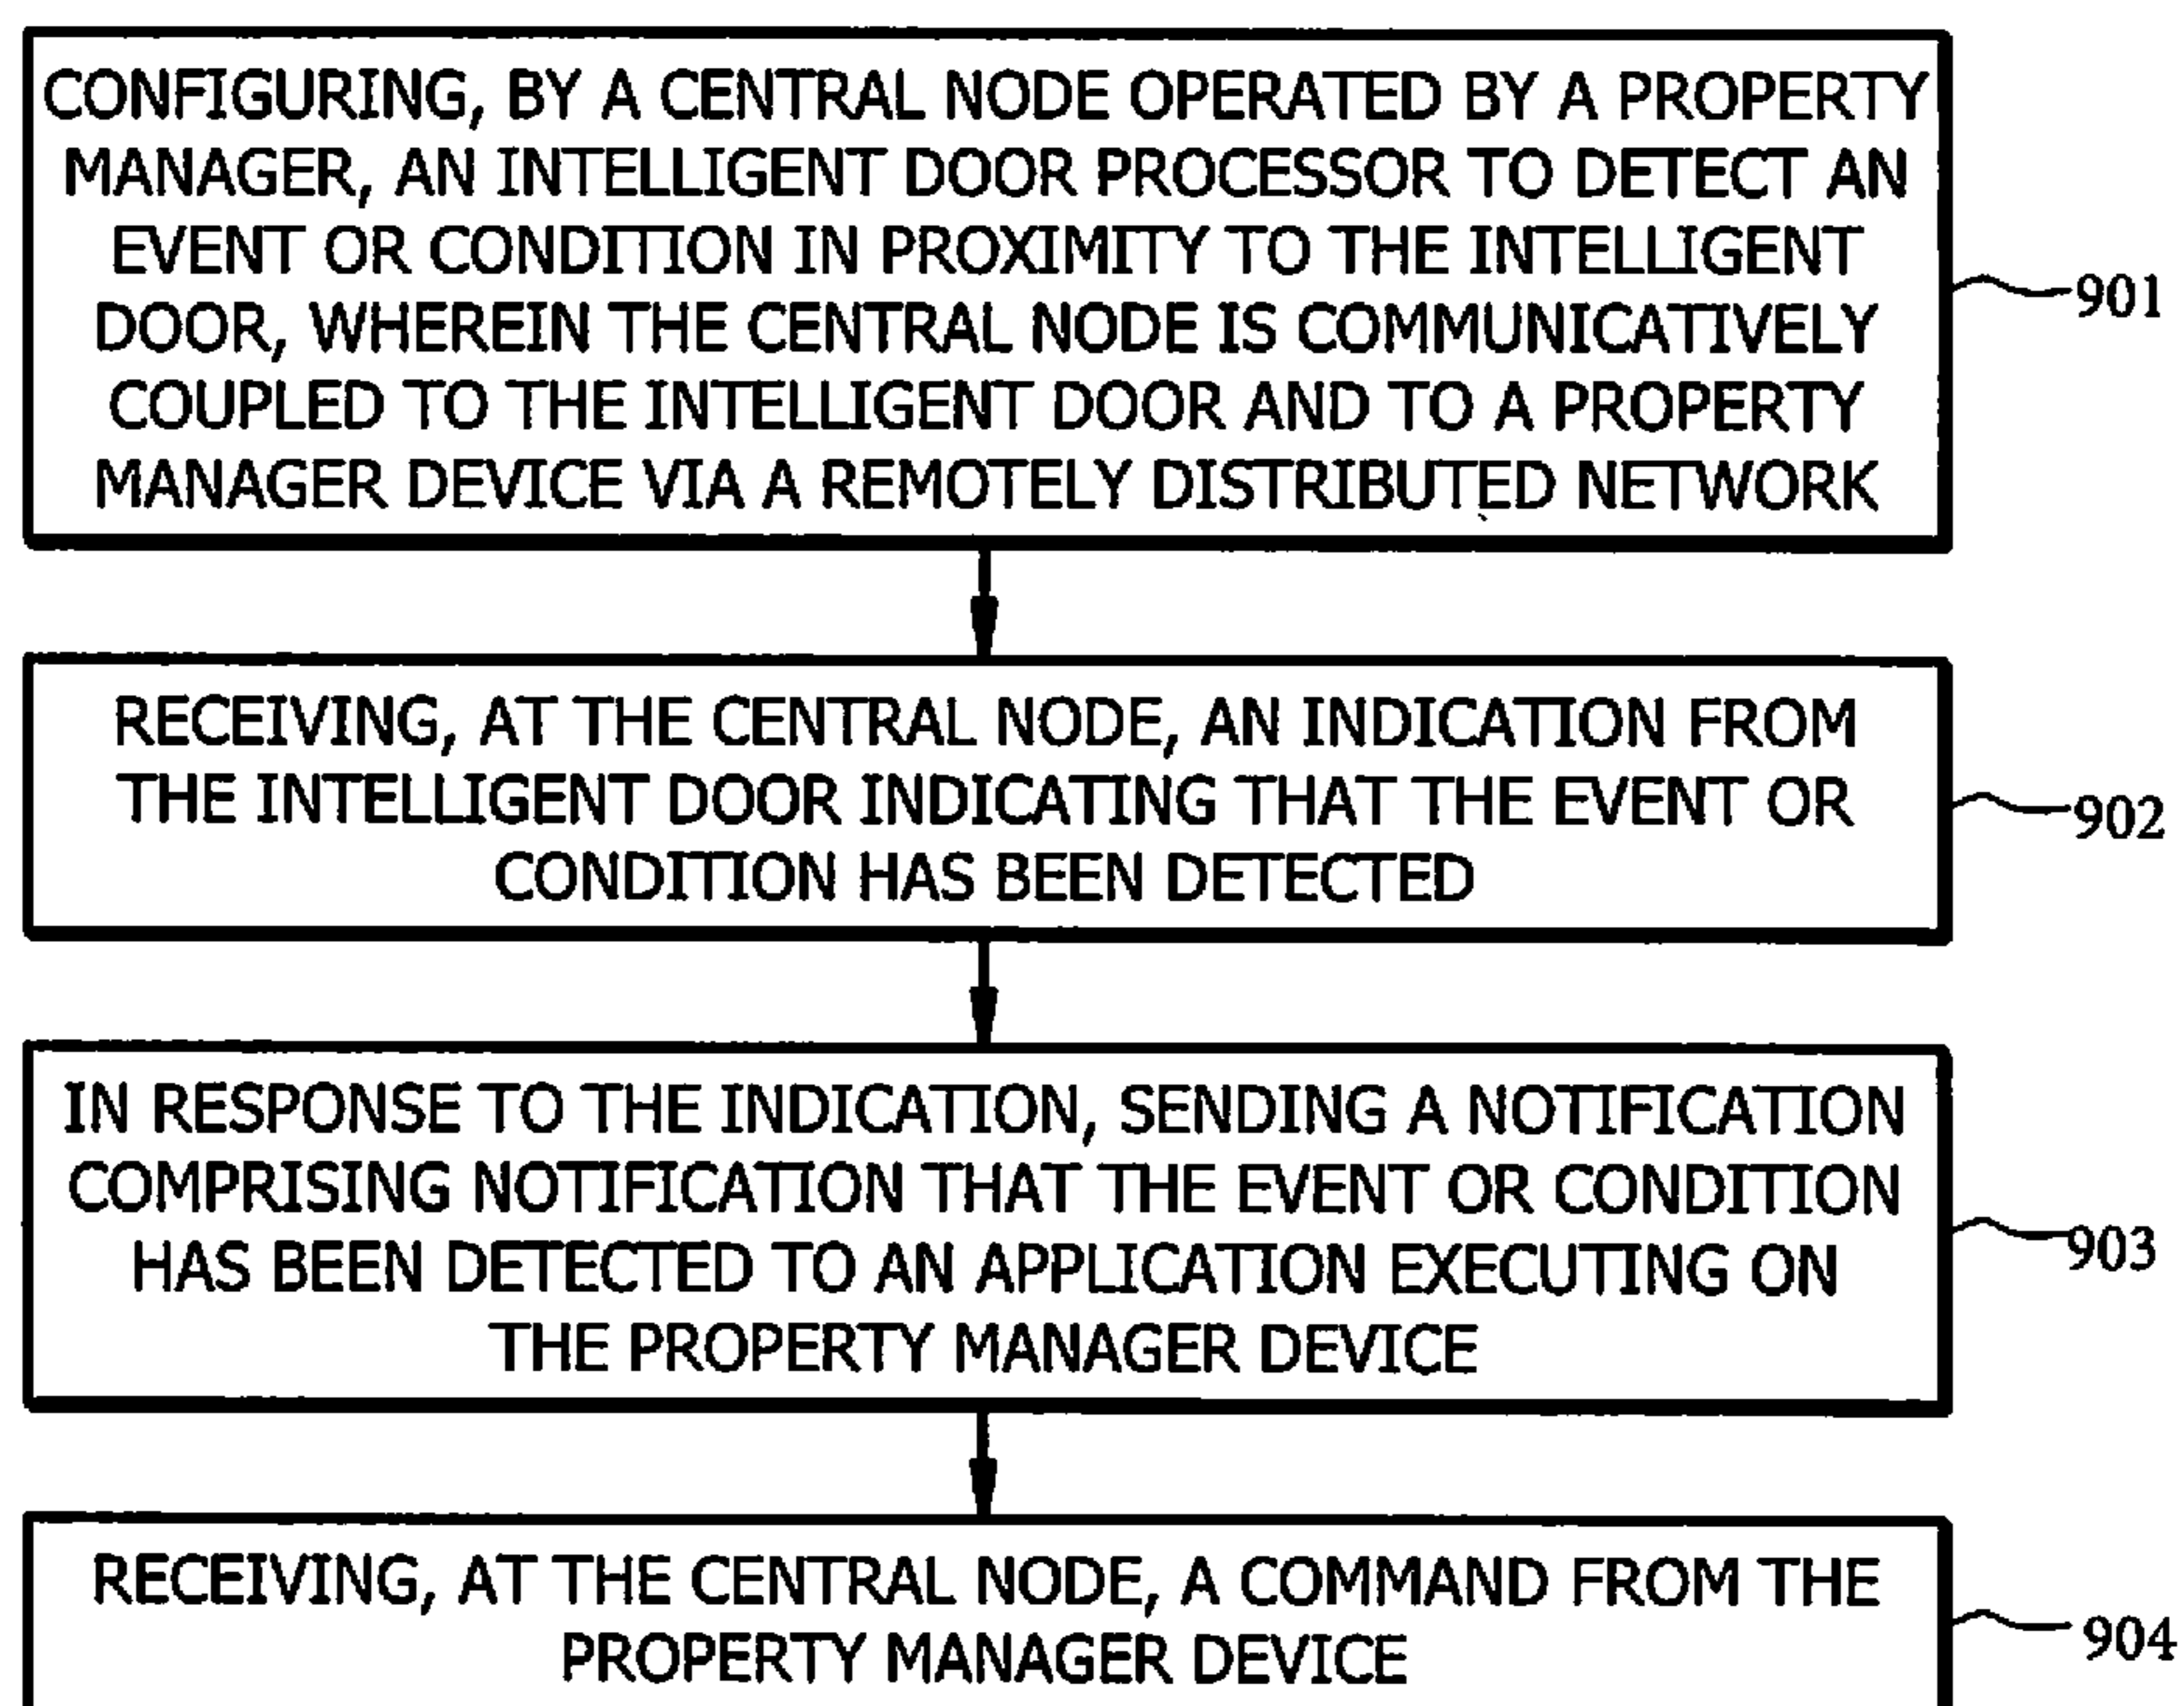 CONFIGURING, BY A CENTRAL NODE OPERATED BY A PROPERTY
MANAGER, AN INTELLIGENT DOOR PROCESSOR TO DETECT AN
EVENT OR CONDITION IN PROXIMITY TO THE INTELLIGENT
DOOR, WHEREIN THE CENTRAL NODE IS COMMUNICATIVELY
COUPLED TO THE INTELLIGENT DOOR AND TO A PROPERTY
MANAGER DEVICE VIA A REMOTELY DISTRIBUTED NETWORK
901
RECEIVING, AT THE CENTRAL NODE, AN INDICATION FROM
THE INTELLIGENT DOOR INDICATING THAT THE EVENT OR
CONDITION HAS BEEN DETECTED
902
IN RESPONSE TO THE INDICATION, SENDING A NOTIFICATION
COMPRISING NOTIFICATION THAT THE EVENT OR CONDITION
HAS BEEN DETECTED TO AN APPLICATION EXECUTING ON
THE PROPERTY MANAGER DEVICE
903
RECEIVING, AT THE CENTRAL NODE, A COMMAND FROM THE
PROPERTY MANAGER DEVICE
904